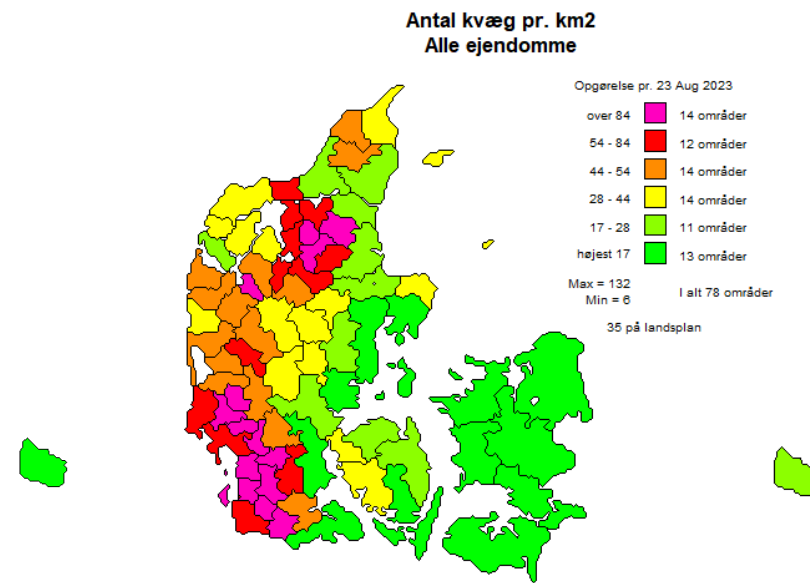 Antal kvæg pr. km2
Alle ejendomme
Opgørelse pr. 23 Aug 2023
over 84 14 områder
54 - 84 12 områder
44 - 54 14 områder
28 - 44 14 områder
17 - 28 11 områder
højest 17 13 områder
Max = 132
Min = 6
I alt 78 områder
35 på landsplan